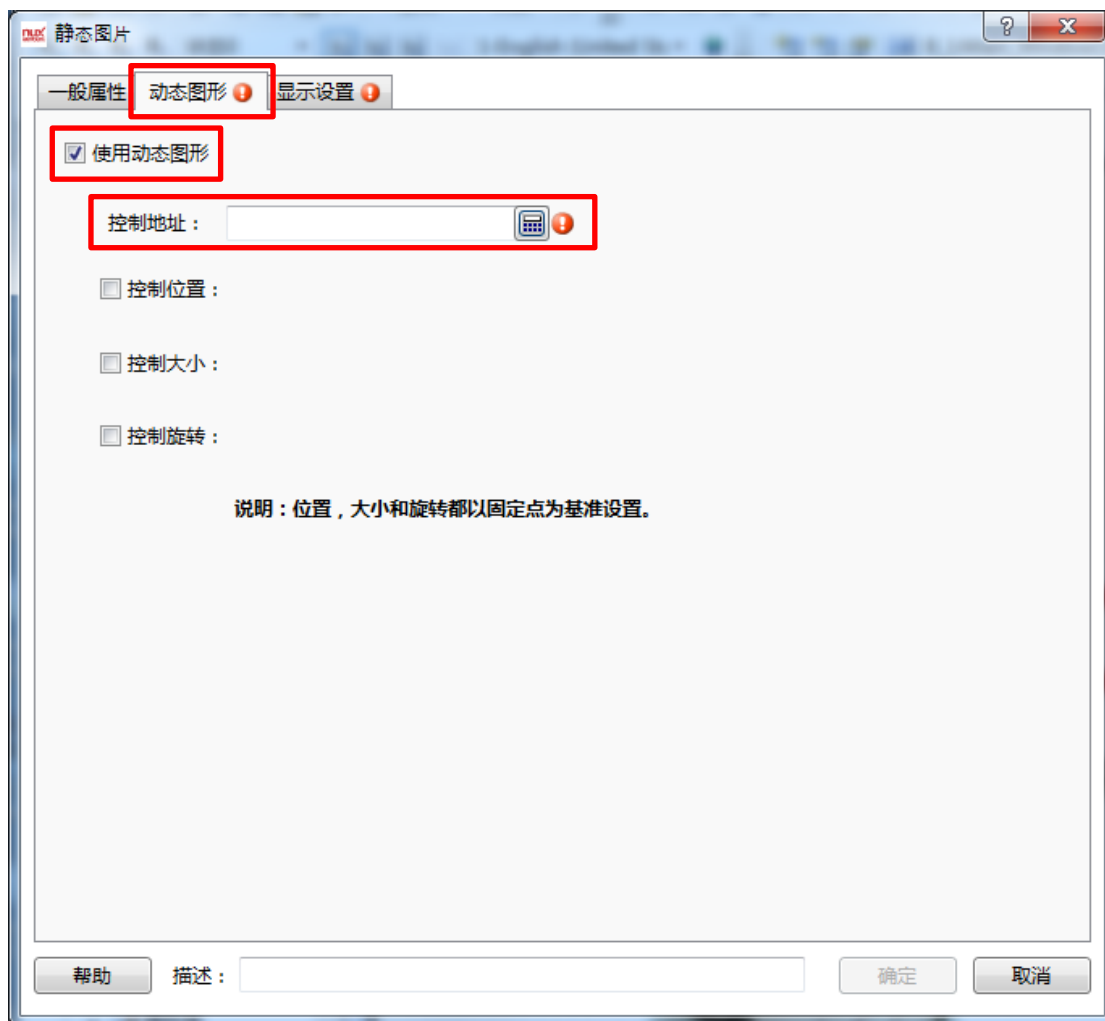 静态图片
一般属性 动态图形 显示设置
使用动态图形
控制地址：
控制位置：
控制大小：
控制旋转：
说明：位置，大小和旋转都以固定点为基准设置。
帮助 描述： 确定 取消